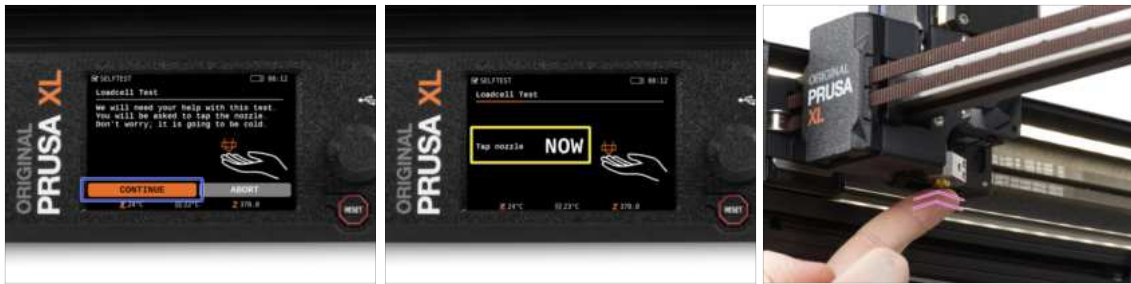 ORIGINAL
PRUSA XL
SELFTEST
00:12
Loadcell Test
We will need your help with this test.
You will be asked to tap the nozzle.
Don't worry, it is going to be cold.
CONTINUE
ABORT
24°C
22°C
Z 370.0
RESET
ORIGINAL
PRUSA XL
SELFTEST
00:12
Loadcell Test
Tap nozzle NOW
24°C
23°C
Z 370.0
RESET
ORIGINAL
PRUSA
XL